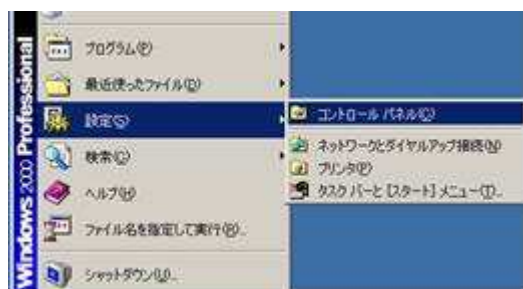 Windows 2000 Professional
プログラム(P)
最近使ったファイル(D)
設定(S)
検索(C)
ヘルプ(H)
ファイル名を指定して実行(R)...
シャットダウン(U)...
コントロール パネル(C)
ネットワークとダイヤルアップ接続(N)
プリンタ(P)
タスク バーと [スタート] メニュー(T)...